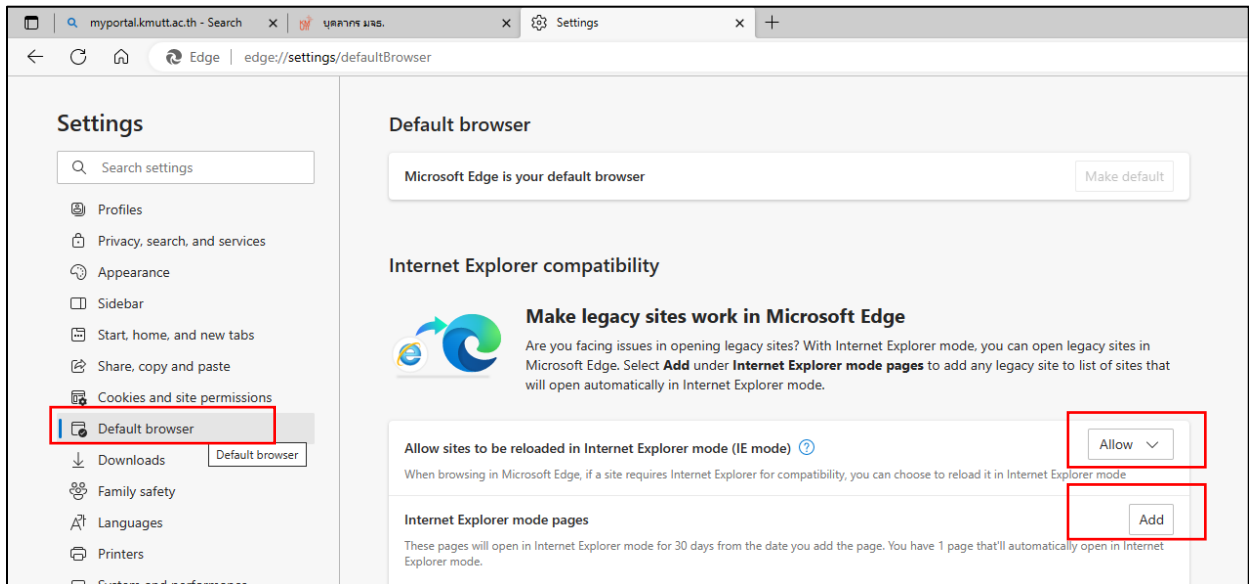 myportal.kmutt.ac.th - Search
บุคลากร มจธ.
Settings
Edge
edge://settings/defaultBrowser
Settings
Search settings
Profiles
Privacy, search, and services
Appearance
Sidebar
Start, home, and new tabs
Share, copy and paste
Cookies and site permissions
Default browser
Downloads
Default browser
Family safety
Languages
Printers
System and performance
Default browser
Microsoft Edge is your default browser
Make default
Internet Explorer compatibility
Make legacy sites work in Microsoft Edge
Are you facing issues in opening legacy sites? With Internet Explorer mode, you can open legacy sites in
Microsoft Edge. Select Add under Internet Explorer mode pages to add any legacy site to list of sites that
will open automatically in Internet Explorer mode.
Allow sites to be reloaded in Internet Explorer mode (IE mode)
Allow
When browsing in Microsoft Edge, if a site requires Internet Explorer for compatibility, you can choose to reload it in Internet Explorer mode
Internet Explorer mode pages
Add
These pages will open in Internet Explorer mode for 30 days from the date you add the page. You have 1 page that'll automatically open in Internet
Explorer mode.